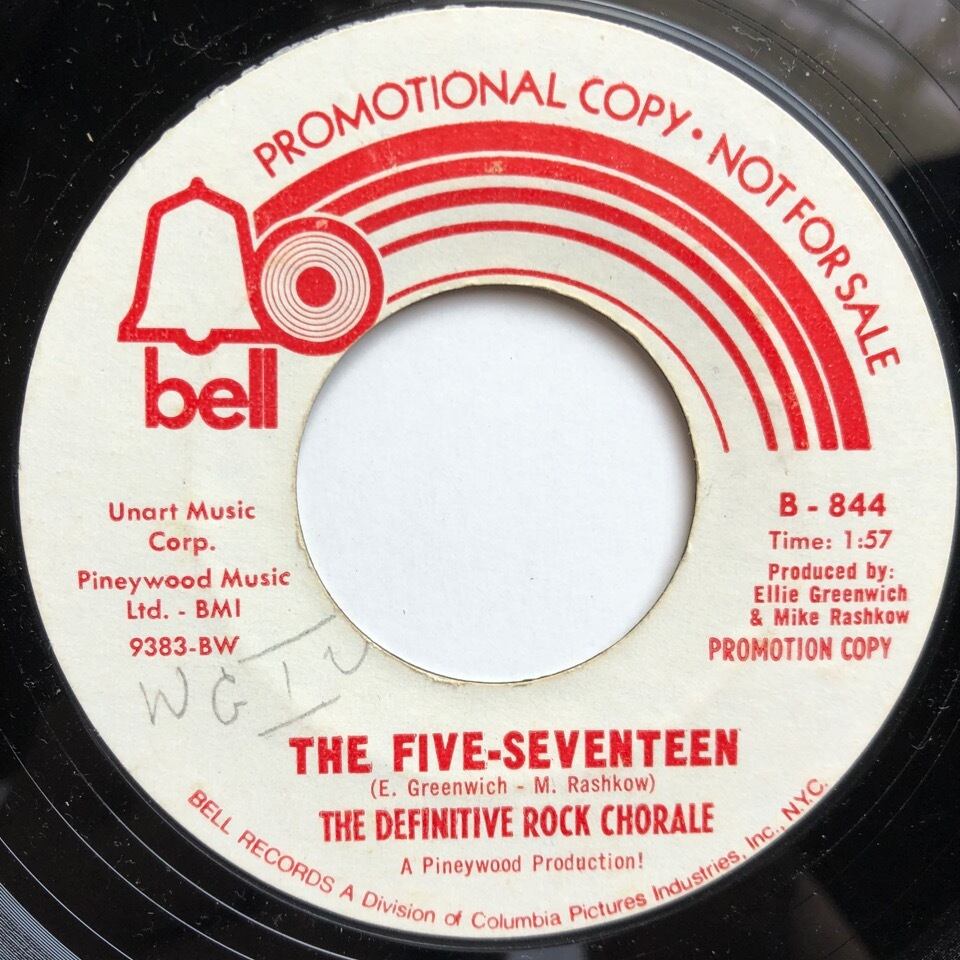 PROMOTIONAL COPY • NOT FOR SALE
bell
Unart Music
Corp.
Pineywood Music
Ltd. - BMI
9383-BW
B - 844
Time: 1:57
Produced by:
Ellie Greenwich
& Mike Rashkow
PROMOTION COPY
THE FIVE-SEVENTEEN
(E. Greenwich - M. Rashkow)
THE DEFINITIVE ROCK CHORALE
A Pineywood Production!
BELL RECORDS A Division of Columbia Pictures Industries, Inc., N.Y.C.